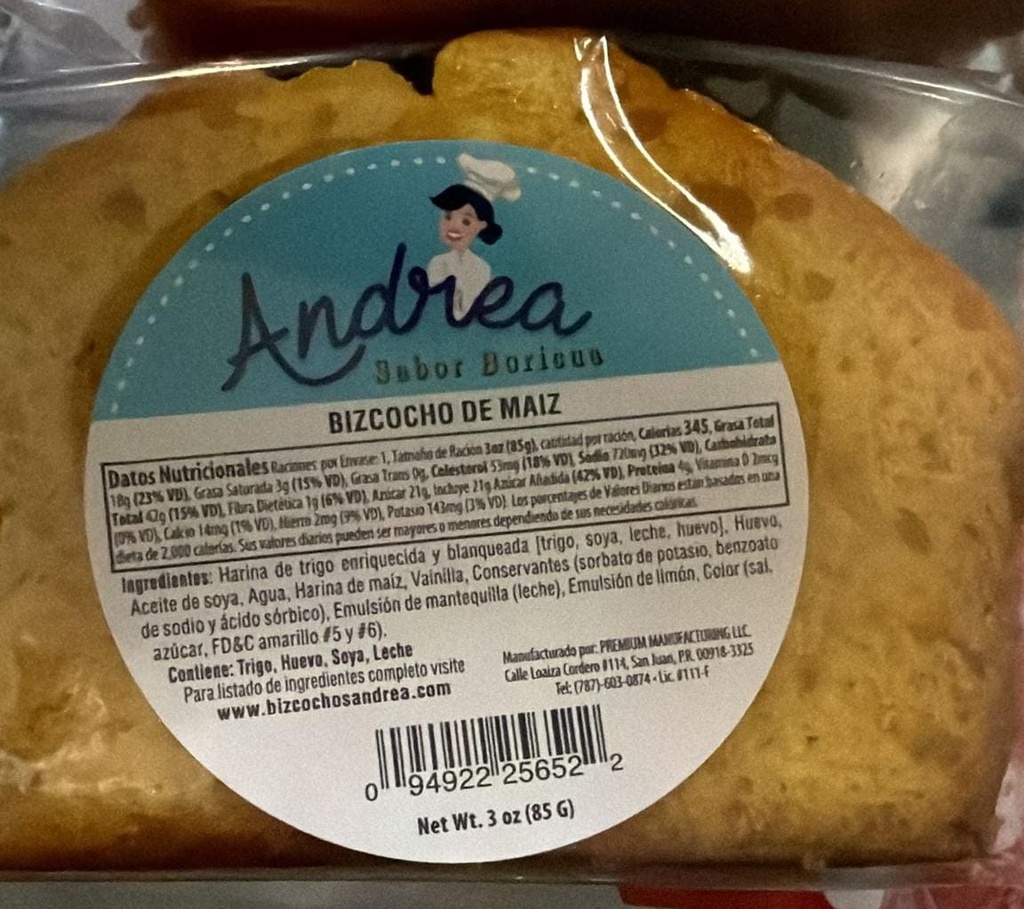 Andrea
Sabor Boricua
BIZCOCHO DE MAIZ
Datos Nutricionales Raciones por Envase: 1, Tamaño de Ración 3oz (85g), cantidad por ración, Calorias 345, Grasa Total
18g (23% VD), Grasa Saturada 3g (15% VD), Grasa Trans 0g, Colesterol 53mg (18% VD), Sodio 720mg (32% VD), Carbohidrato
Total 42g (15% VD), Fibra Dietética 1g (6% VD), Azúcar 21g, Incluye 21g Azúcar Añadida (42% VD), Proteina 4g, Vitamina D 2mcg
(0% VD), Calcio 14mg (1% VD), Hierro 2mg (9% VD), Potasio 143mg (3% VD). Los porcentajes de Valores Diarios estan basados en una
dieta de 2,000 calorías. Sus valores diarios pueden ser mayores o menores dependiendo de sus necesidades calóricas.
Ingredientes: Harina de trigo enriquecida y blanqueada [trigo, soya, leche, huevo], Huevo,
Aceite de soya, Agua, Harina de maíz, Vainilla, Conservantes (sorbato de potasio, benzoato
de sodio y ácido sórbico), Emulsión de mantequilla (leche), Emulsión de limón, Color (sal,
azúcar, FD&C amarillo #5 y #6).
Contiene: Trigo, Huevo, Soya, Leche
Para listado de ingredientes completo visite
www.bizcochosandrea.com
Manufacturado por: PREMIUM MANUFACTURING LLC
Calle Loaiza Cordero #114, San Juan, P.R. 00918-3325
Tel: (787)-603-0874 - Lic. #111-F
0 94922 25652 2
Net Wt. 3 oz (85 G)